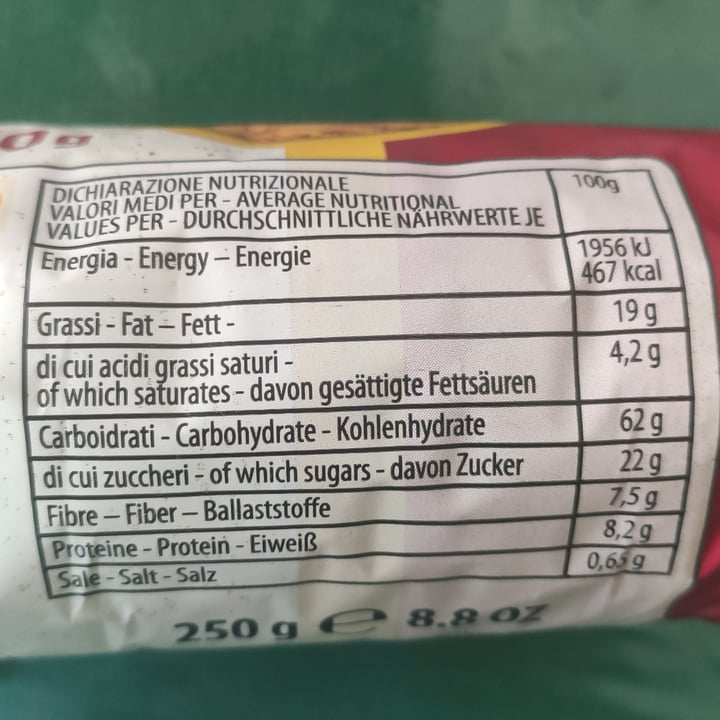 0g
DICHIARAZIONE NUTRIZIONALE
VALORI MEDI PER - AVERAGE NUTRITIONAL
VALUES PER - DURCHSCHNITTLICHE NÄHRWERTE JE
100g
Energia - Energy – Energie
1956 kJ
467 kcal
Grassi - Fat – Fett -
19 g
di cui acidi grassi saturi -
of which saturates - davon gesättigte Fettsäuren
4,2 g
Carboidrati - Carbohydrate - Kohlenhydrate
62 g
di cui zuccheri - of which sugars - davon Zucker
22 g
Fibre – Fiber – Ballaststoffe
7,5 g
Proteine - Protein - Eiweiß
8,2 g
Sale - Salt - Salz
0,65 g
250 g e 8.8 OZ